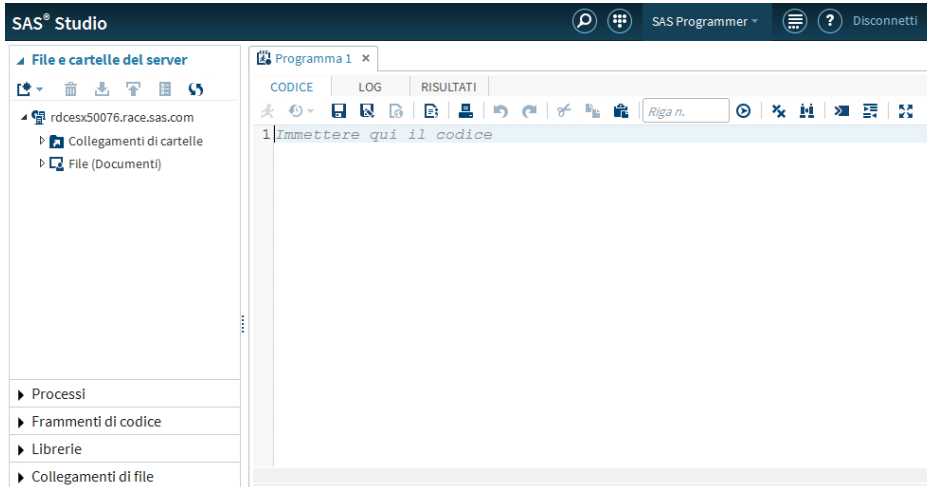 SAS® Studio
SAS Programmer
Disconnetti
File e cartelle del server
rdcesx50076.race.sas.com
Collegamenti di cartelle
File (Documenti)
Processi
Frammenti di codice
Librerie
Collegamenti di file
Programma 1
CODICE LOG RISULTATI
Riga n.
1 Immettere qui il codice